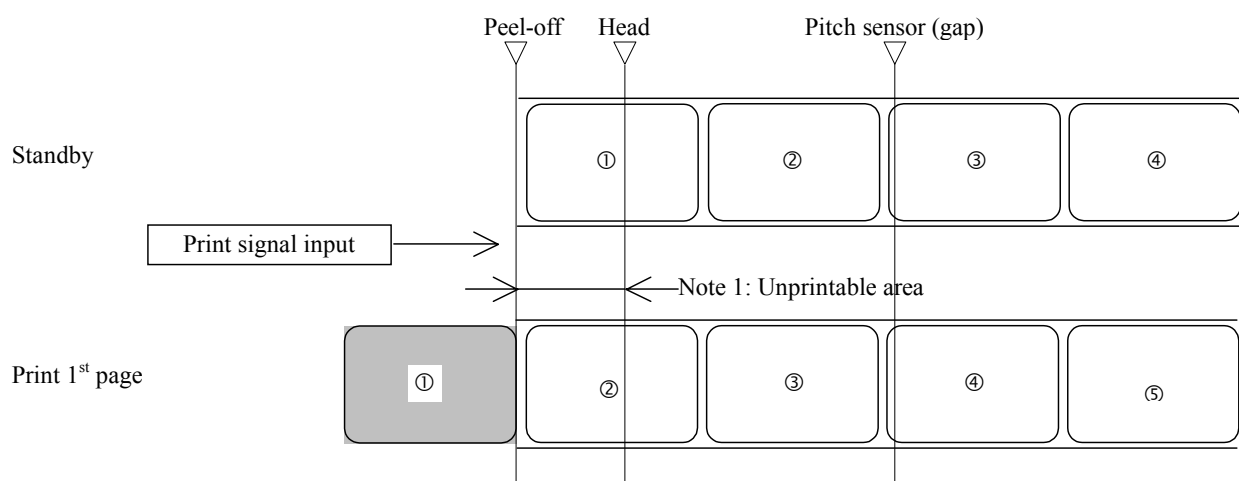 Peel-off Head Pitch sensor (gap)
Standby ① ② ③ ④
Print signal input
Note 1: Unprintable area
Print 1st page ① ② ③ ④ ⑤